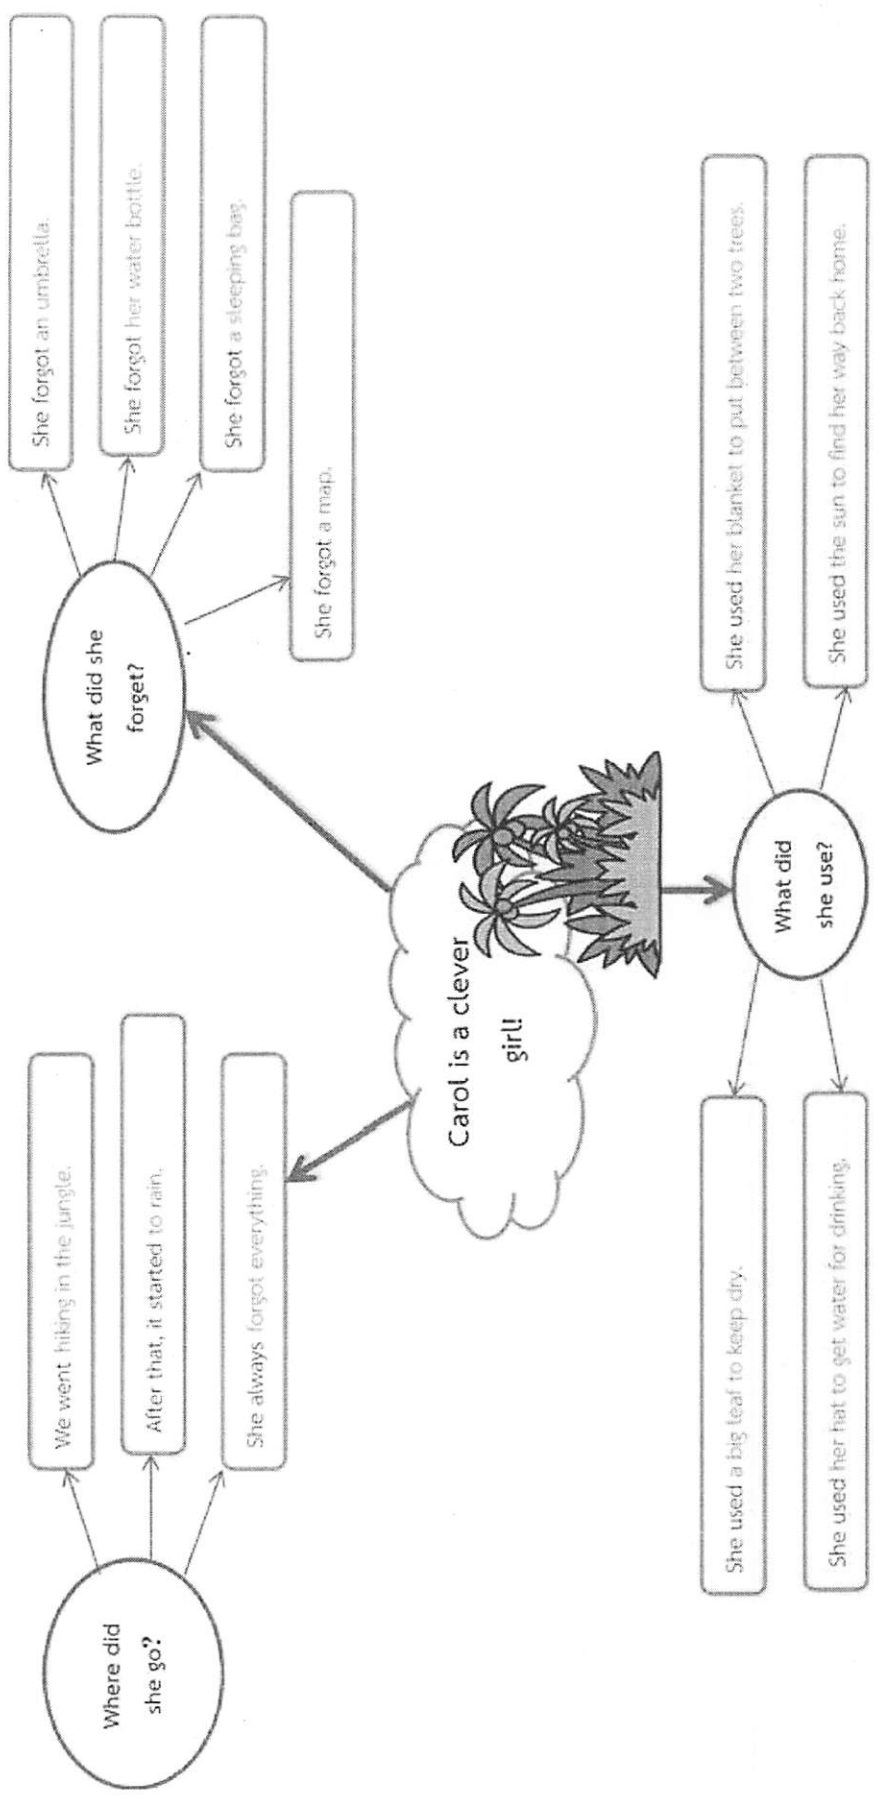 Where did
she go?
We went hiking in the jungle.
After that, it started to rain.
She always forgot everything.
What did she
forget?
She forgot an umbrella.
She forgot her water bottle.
She forgot a sleeping bag.
She forgot a map.
Carol is a clever
girl!
What did
she use?
She used a big leaf to keep dry.
She used her hat to get water for drinking.
She used her blanket to put between two trees.
She used the sun to find her way back home.